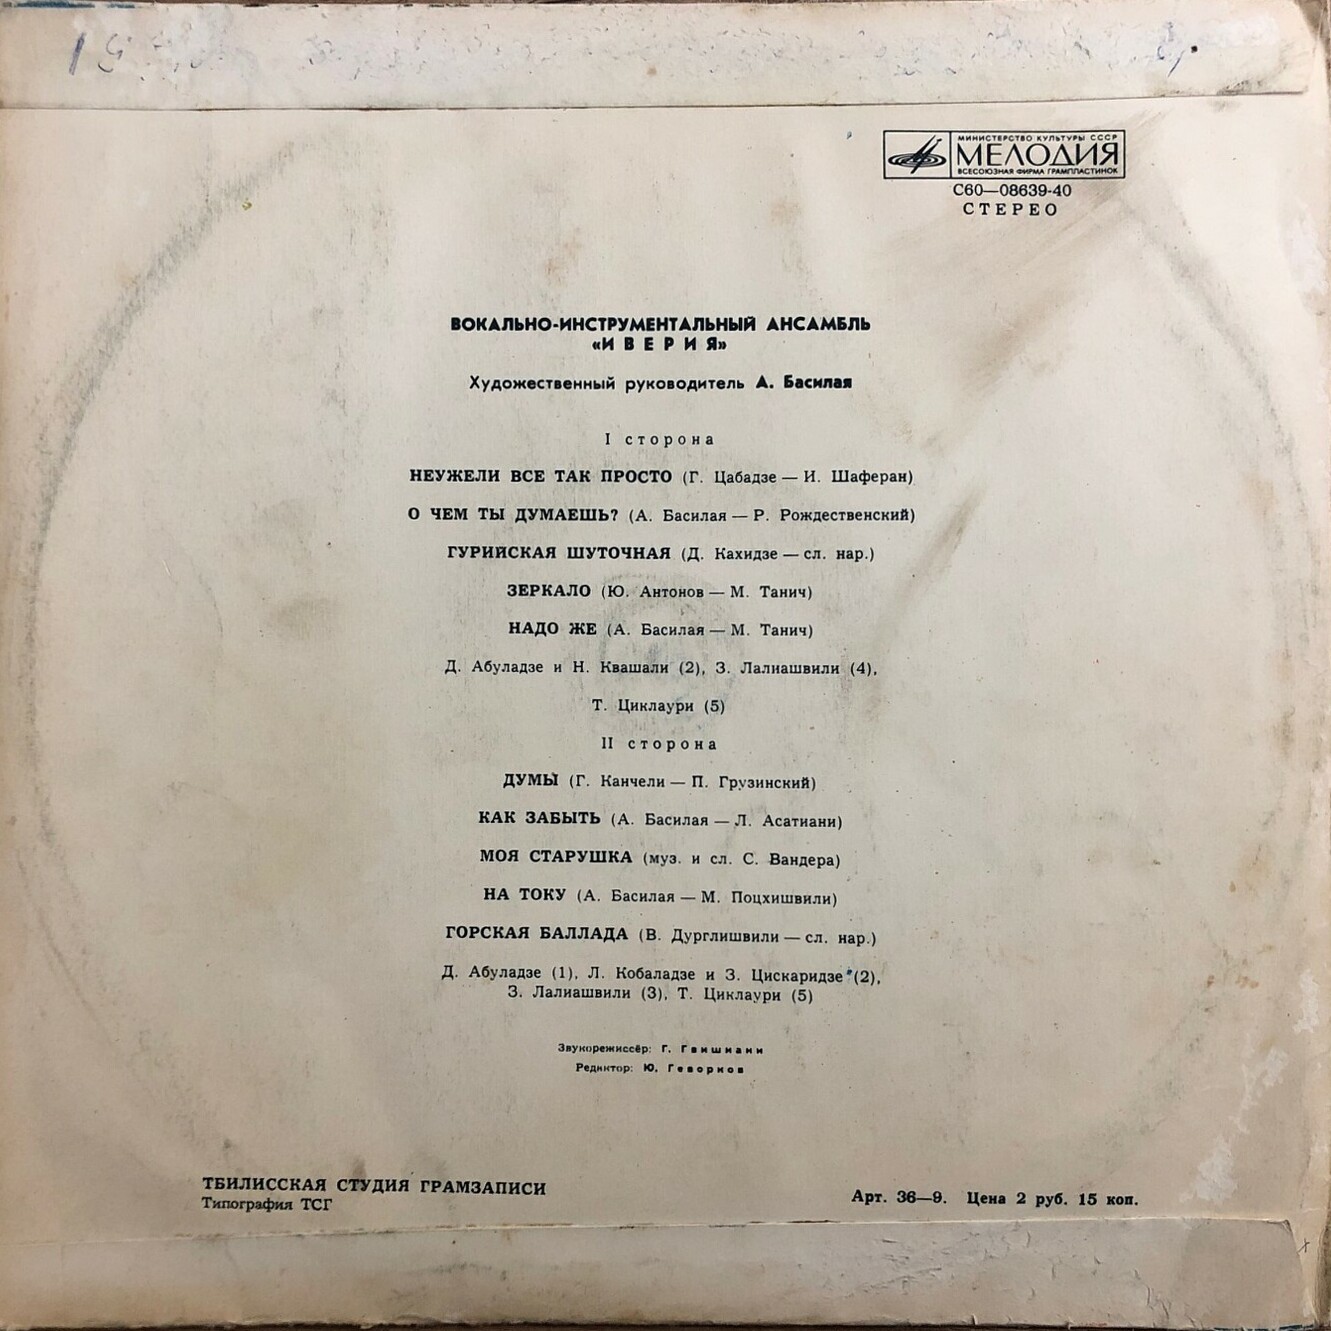 МИНИСТЕРСТВО КУЛЬТУРЫ СССР
МЕЛОДИЯ
ВСЕСОЮЗНАЯ ФИРМА ГРАМПЛАСТИНОК
С60—08639-40
СТЕРЕО
ВОКАЛЬНО-ИНСТРУМЕНТАЛЬНЫЙ АНСАМБЛЬ
«ИВЕРИЯ»
Художественный руководитель А. Басилая
I сторона
НЕУЖЕЛИ ВСЕ ТАК ПРОСТО (Г. Цабадзе — И. Шаферан)
О ЧЕМ ТЫ ДУМАЕШЬ? (А. Басилая — Р. Рождественский)
ГУРИЙСКАЯ ШУТОЧНАЯ (Д. Кахидзе — сл. нар.)
ЗЕРКАЛО (Ю. Антонов — М. Танич)
НАДО ЖЕ (А. Басилая — М. Танич)
Д. Абуладзе и Н. Квашали (2), З. Лалиашвили (4),
Т. Циклаури (5)
II сторона
ДУМЫ (Г. Канчели — П. Грузинский)
КАК ЗАБЫТЬ (А. Басилая — Л. Асатиани)
МОЯ СТАРУШКА (муз. и сл. С. Вандера)
НА ТОКУ (А. Басилая — М. Поцхишвили)
ГОРСКАЯ БАЛЛАДА (В. Дурглишвили — сл. нар.)
Д. Абуладзе (1), Л. Кобаладзе и З. Цискаридзе (2),
З. Лалиашвили (3), Т. Циклаури (5)
Звукорежиссёр: Г. Гвишиани
Редактор: Ю. Геворков
ТБИЛИССКАЯ СТУДИЯ ГРАМЗАПИСИ
Типография ТСГ
Арт. 36—9. Цена 2 руб. 15 коп.